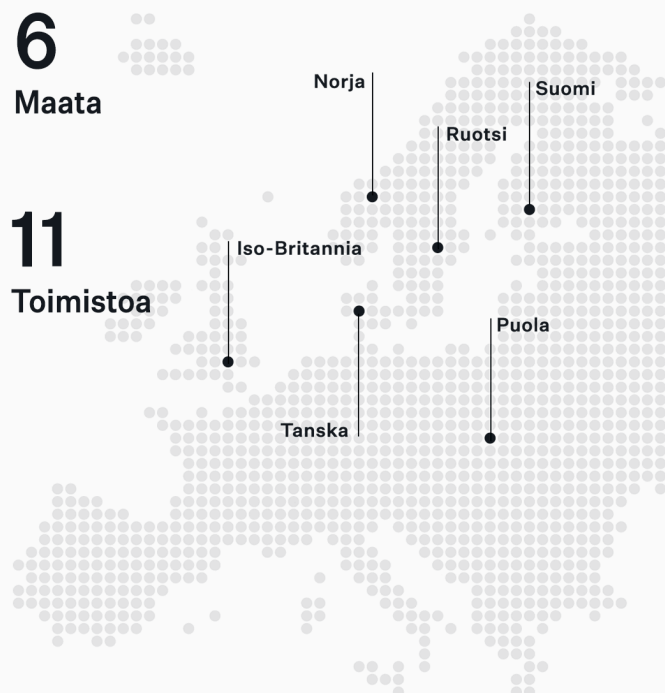 6
Maata
Norja
Suomi
Ruotsi
11
Toimistoa
Iso-Britannia
Puola
Tanska